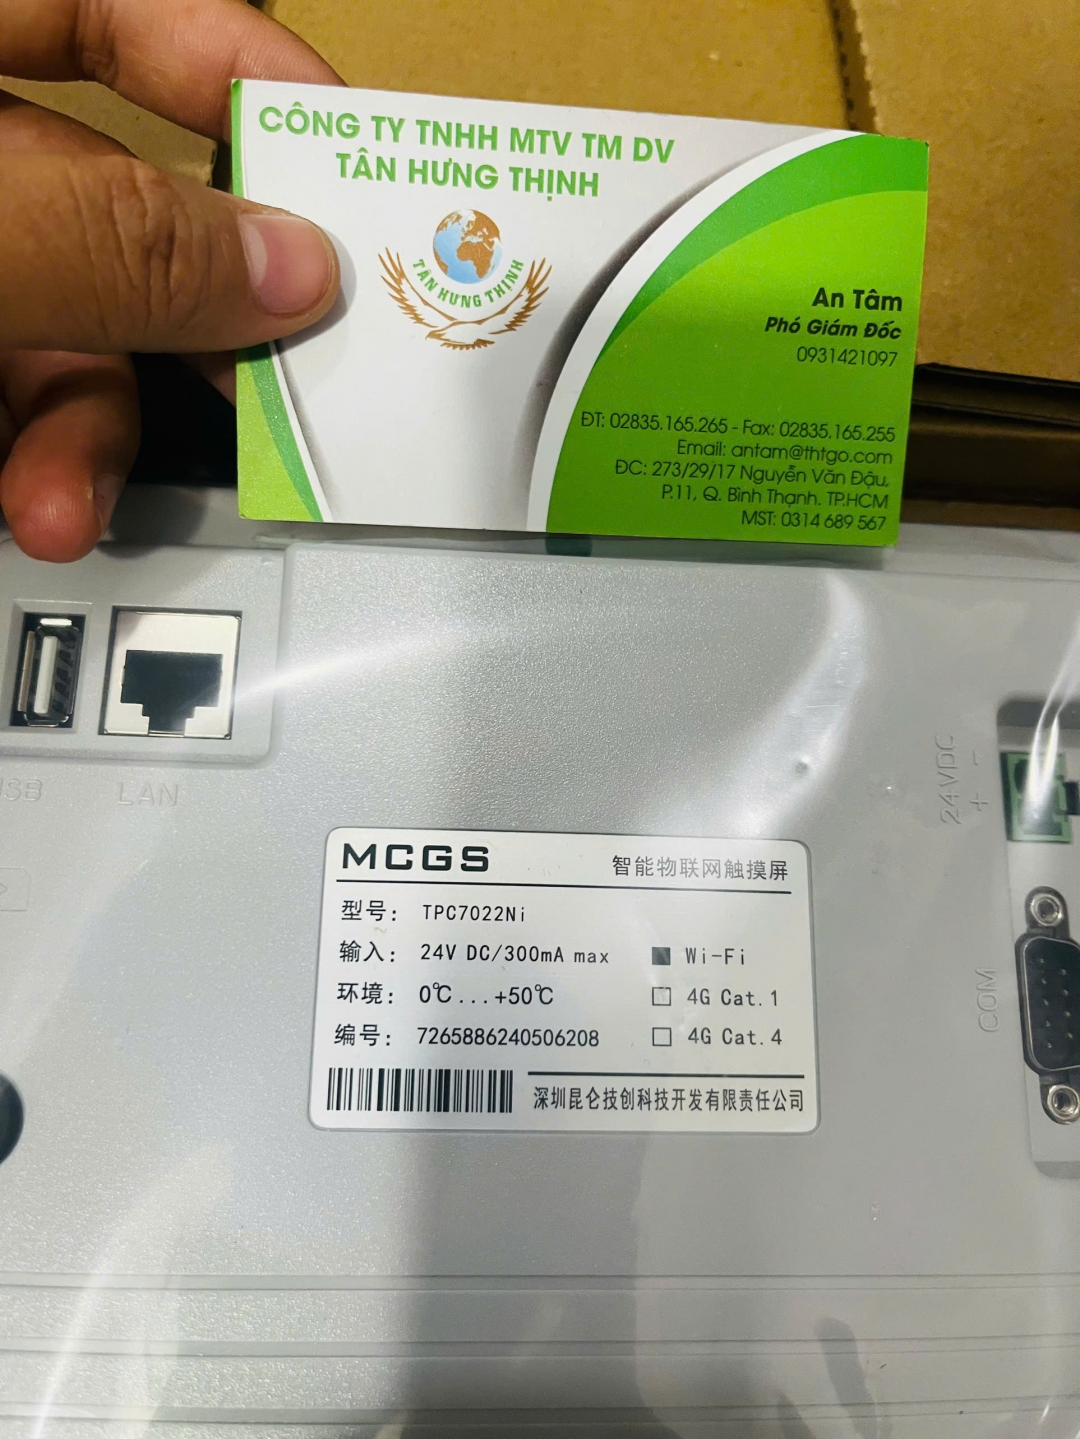 CÔNG TY TNHH MTV TM DV
TÂN HƯNG THỊNH
TÂN HƯNG THỊNH
An Tâm
Phó Giám Đốc
0931421097
ĐT: 02835.165.265 - Fax: 02835.165.255
Email: antam@thtgo.com
ĐC: 273/29/17 Nguyễn Văn Đậu,
P.11, Q. Bình Thạnh. TP.HCM
MST: 0314 689 567
LAN
24VDC
+ -
COM
MCGS 智能物联网触摸屏
型号: TPC7022Ni
输入: 24V DC/300mA max Wi-Fi
环境: 0℃...+50℃ 4G Cat.1
编号: 7265886240506208 4G Cat.4
深圳昆仑技创科技开发有限责任公司